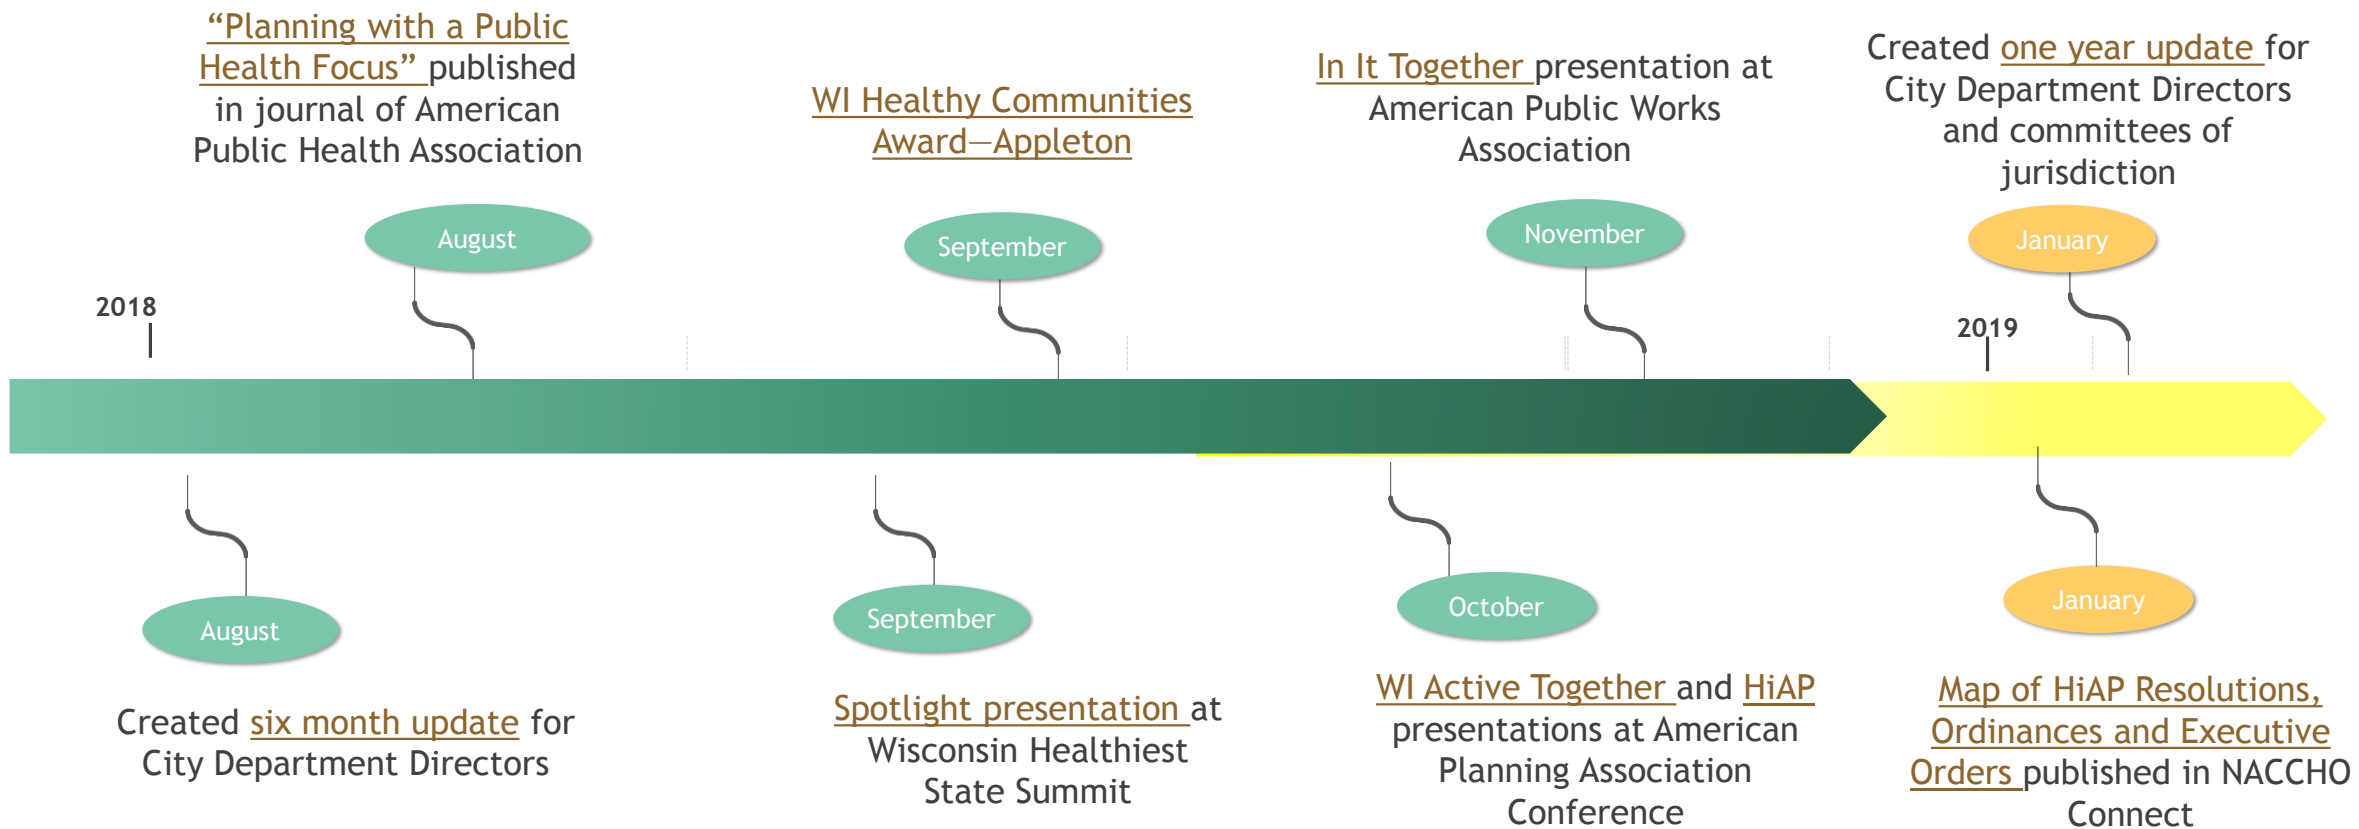 “Planning with a Public
Health Focus” published
in journal of American
Public Health Association
August
WI Healthy Communities
Award—Appleton
September
In It Together presentation at
American Public Works
Association
November
Created one year update for
City Department Directors
and committees of
jurisdiction
January
2018
2019
August
Created six month update for
City Department Directors
September
Spotlight presentation at
Wisconsin Healthiest
State Summit
October
WI Active Together and HiAP
presentations at American
Planning Association
Conference
January
Map of HiAP Resolutions,
Ordinances and Executive
Orders published in NACCHO
Connect